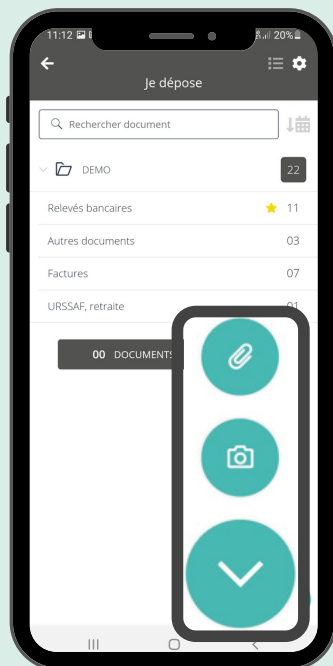 11:12
20%
Je dépose
Rechercher document
DEMO 22
Relevés bancaires 11
Autres documents 03
Factures 07
URSSAF, retraite 01
00 DOCUMENTS